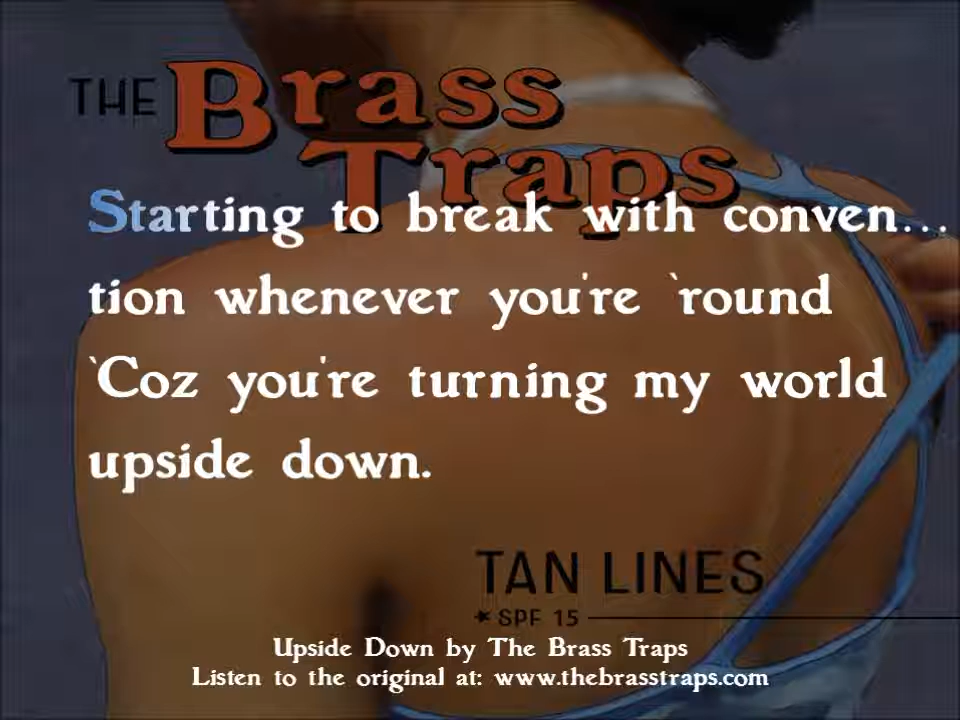 THE Brass
Traps
Starting to break with conven...
tion whenever you're `round
`Coz you're turning my world
upside down.
TAN LINES
★ SPF 15
Upside Down by The Brass Traps
Listen to the original at: www.thebrasstraps.com